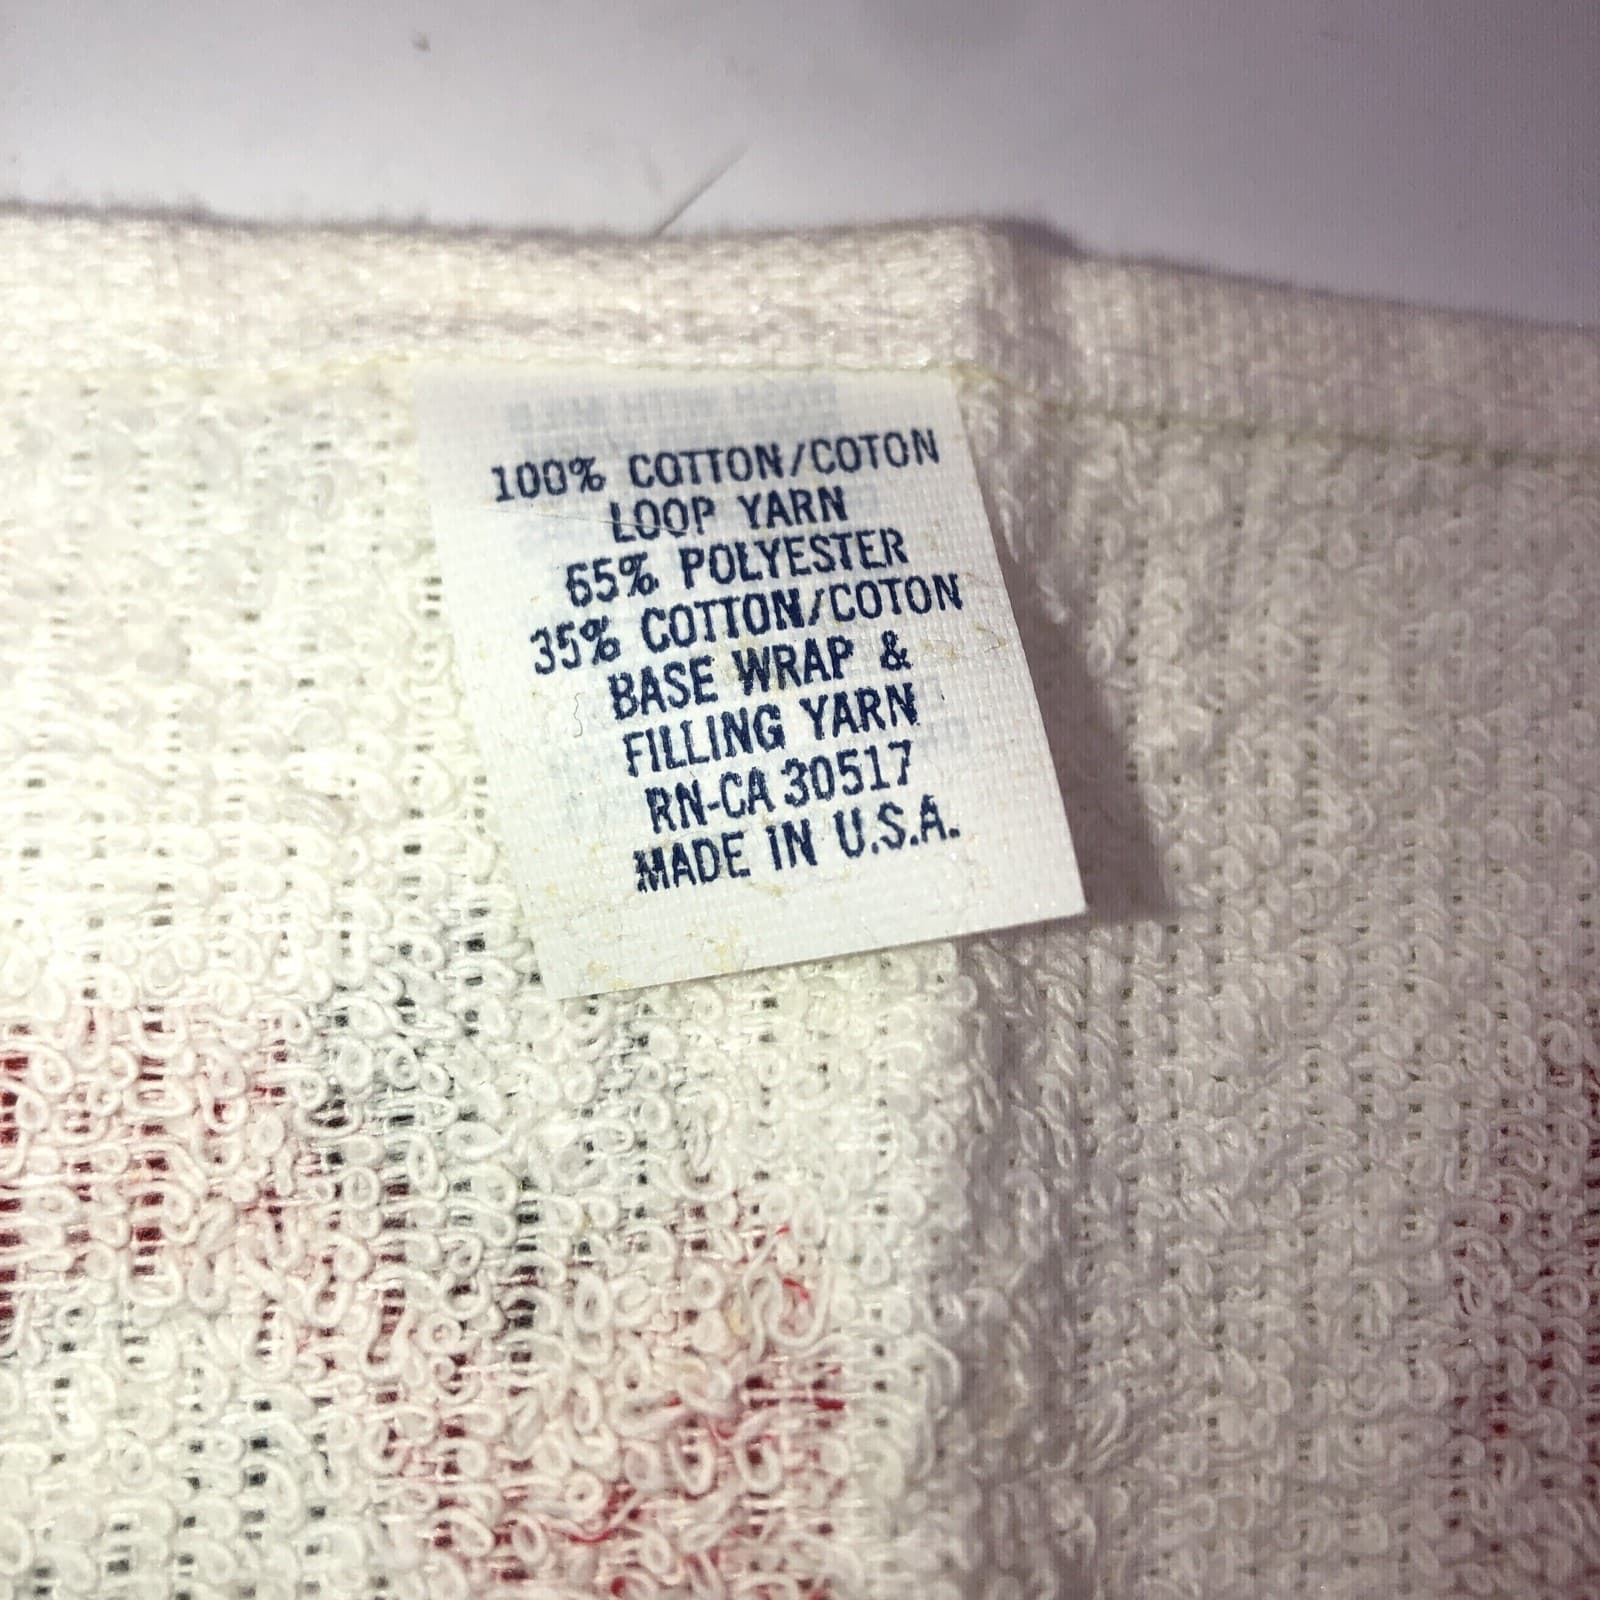 100% COTTON/COTON
LOOP YARN
65% POLYESTER
35% COTTON/COTON
BASE WRAP &
FILLING YARN
RN-CA 30517
MADE IN U.S.A.